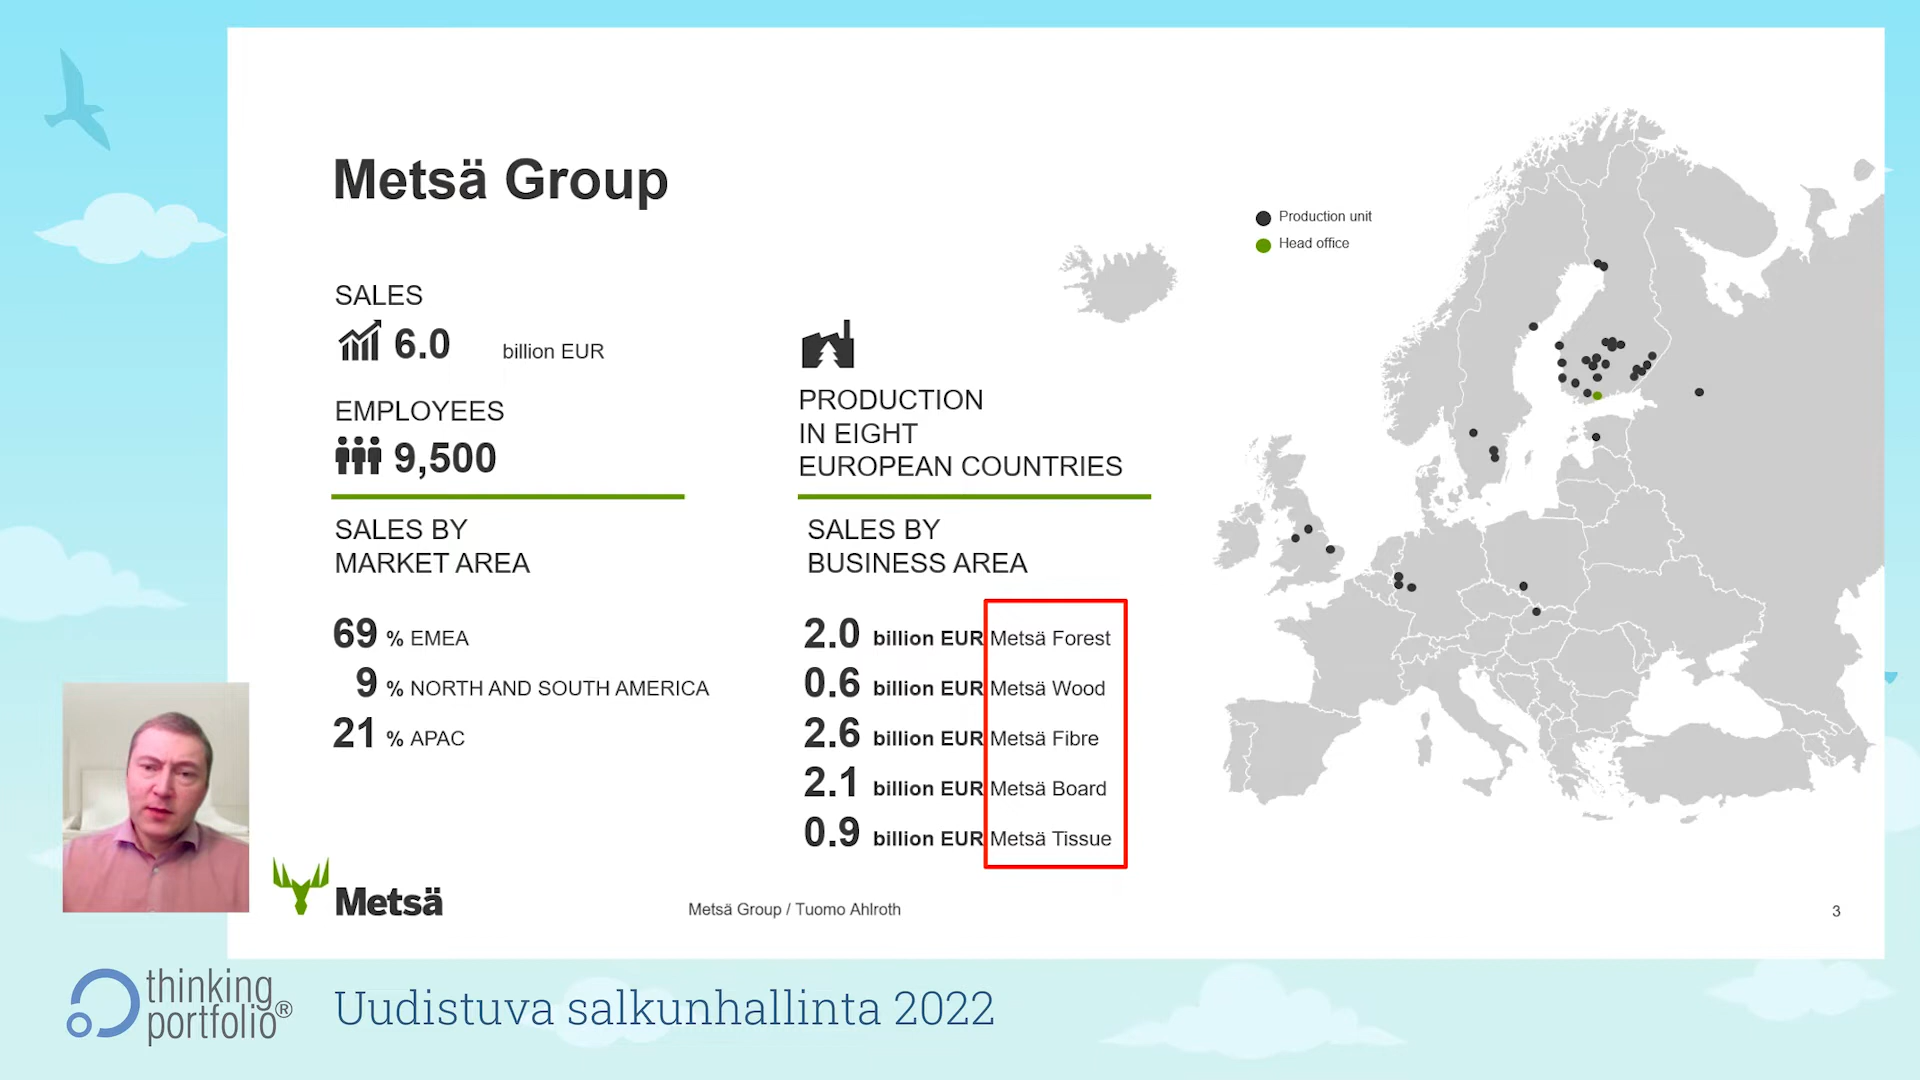 Metsä Group
SALES
6.0 billion EUR
EMPLOYEES
9,500
SALES BY
MARKET AREA
69 % EMEA
9 % NORTH AND SOUTH AMERICA
21 % APAC
PRODUCTION
IN EIGHT
EUROPEAN COUNTRIES
SALES BY
BUSINESS AREA
2.0 billion EUR Metsä Forest
0.6 billion EUR Metsä Wood
2.6 billion EUR Metsä Fibre
2.1 billion EUR Metsä Board
0.9 billion EUR Metsä Tissue
Production unit
Head office
Metsä
Metsä Group / Tuomo Ahlroth
3
thinking
portfolio®
Uudistuva salkunhallinta 2022